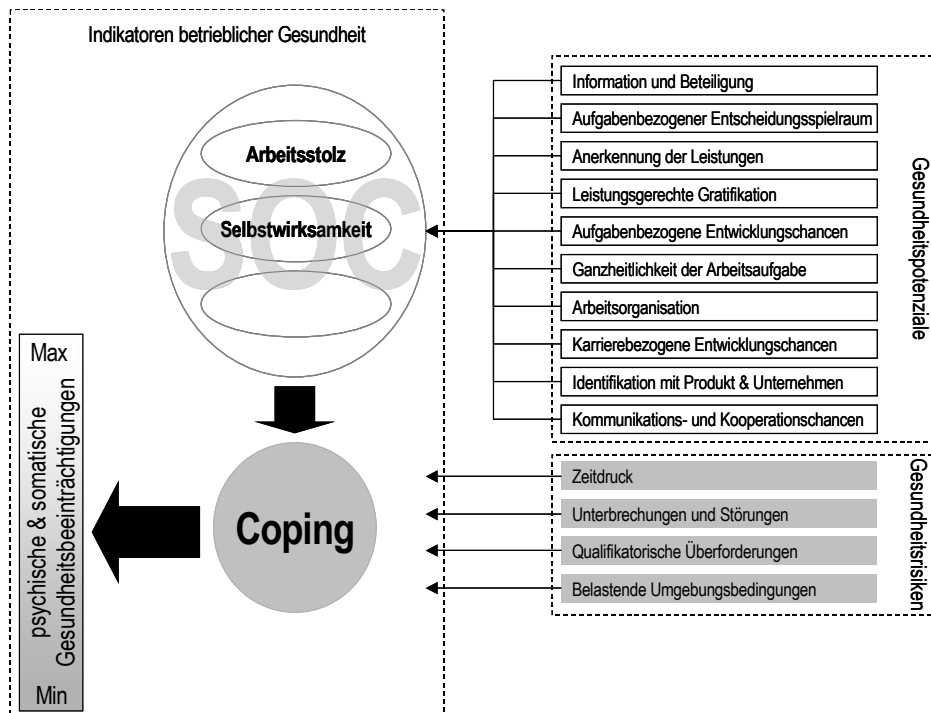 Indikatoren betrieblicher Gesundheit
SOC
Arbeitsstolz
Selbstwirksamkeit
Coping
Max
psychische & somatische
Gesundheitsbeeinträchtigungen
Min
Information und Beteiligung
Aufgabenbezogener Entscheidungsspielraum
Anerkennung der Leistungen
Leistungsgerechte Gratifikation
Aufgabenbezogene Entwicklungschancen
Ganzheitlichkeit der Arbeitsaufgabe
Arbeitsorganisation
Karrierebezogene Entwicklungschancen
Identifikation mit Produkt & Unternehmen
Kommunikations- und Kooperationschancen
Gesundheitspotenziale
Zeitdruck
Unterbrechungen und Störungen
Qualifikatorische Überforderungen
Belastende Umgebungsbedingungen
Gesundheitsrisiken